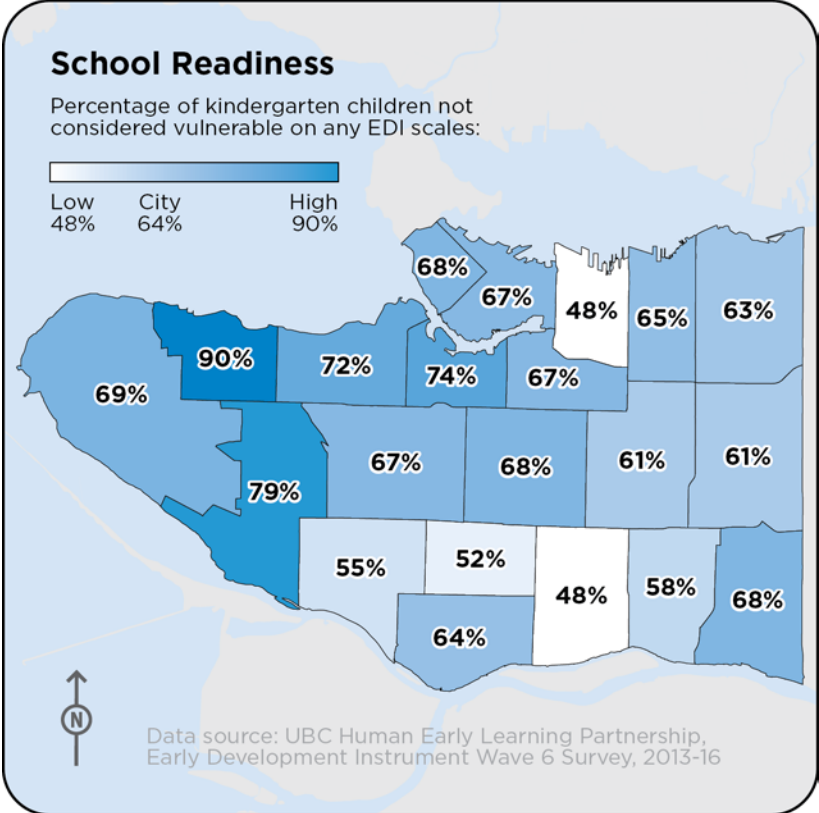 School Readiness
Percentage of kindergarten children not
considered vulnerable on any EDI scales:
Low City High
48% 64% 90%
68%
67%
48%
65%
63%
90%
72%
74%
67%
69%
67%
68%
61%
61%
79%
55%
52%
48%
58%
68%
64%
N
Data source: UBC Human Early Learning Partnership,
Early Development Instrument Wave 6 Survey, 2013-16